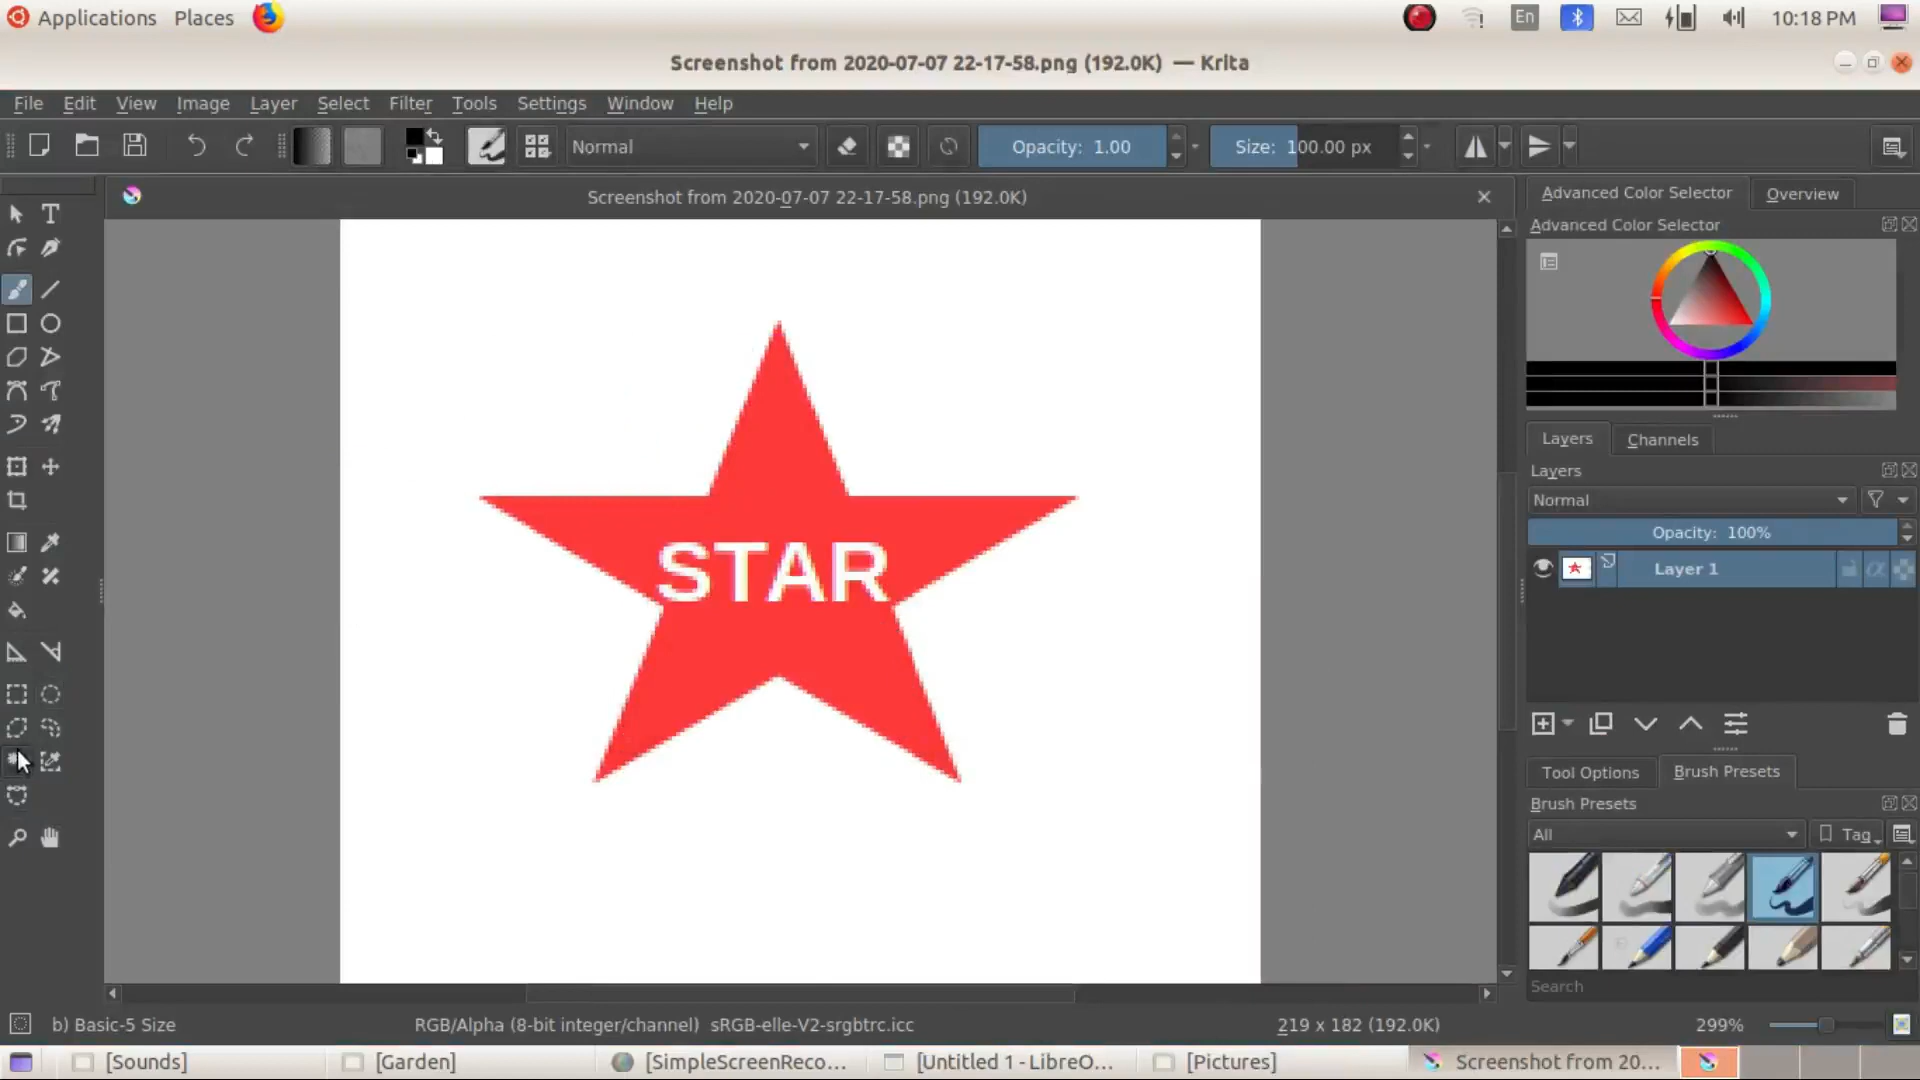 Applications Places En 10:18 PM
Screenshot from 2020-07-07 22-17-58.png (192.0K) — Krita
File Edit View Image Layer Select Filter Tools Settings Window Help
Normal Opacity: 1.00 Size: 100.00 px
Screenshot from 2020-07-07 22-17-58.png (192.0K)
Advanced Color Selector Overview
Advanced Color Selector
STAR
Layers Channels
Layers
Normal
Opacity: 100%
Layer 1
Tool Options Brush Presets
Brush Presets
All Tag
Search
b) Basic-5 Size RGB/Alpha (8-bit integer/channel) sRGB-elle-V2-srgbtrc.icc 219 x 182 (192.0K) 299%
[Sounds] [Garden] [SimpleScreenReco... [Untitled 1 - LibreO... [Pictures] Screenshot from 20...